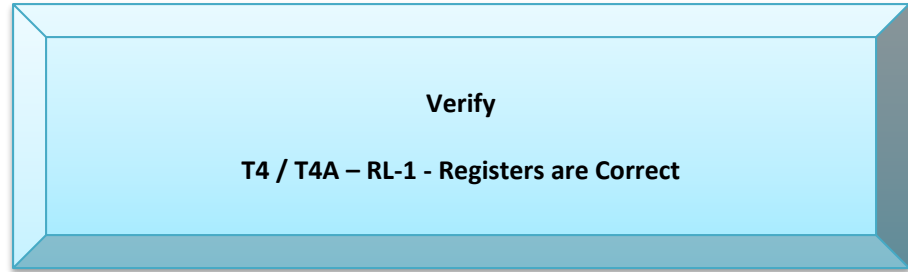 Verify
T4 / T4A – RL-1 - Registers are Correct